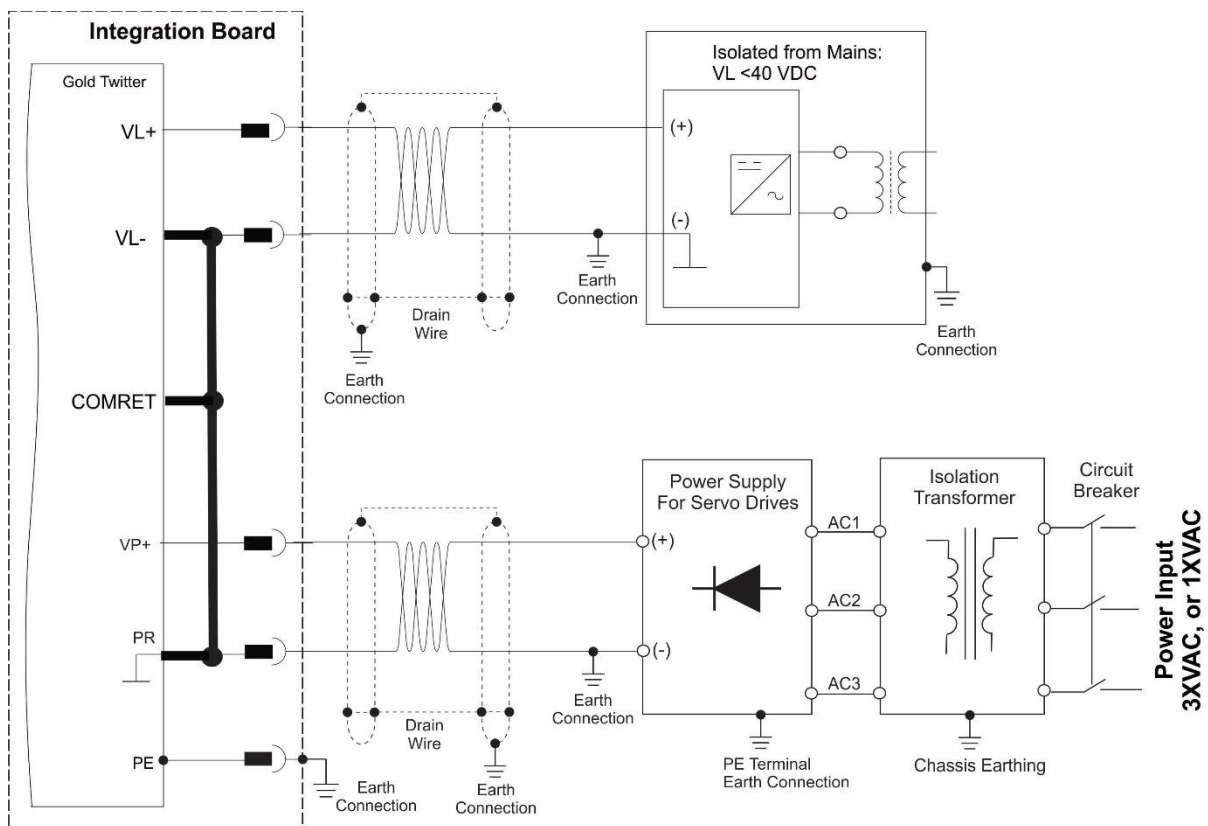 Integration Board
Gold Twitter
VL+
VL-
COMRET
VP+
PR
PE
Drain
Wire
Earth
Connection
Earth
Connection
Isolated from Mains:
VL <40 VDC
(+)
(-)
Earth
Connection
Drain
Wire
Earth
Connection
Earth
Connection
Earth
Connection
Power Supply
For Servo Drives
(+)
(-)
PE Terminal
Earth Connection
AC1
AC2
AC3
Isolation
Transformer
Chassis Earthing
Circuit
Breaker
Power Input
3XVAC, or 1XVAC